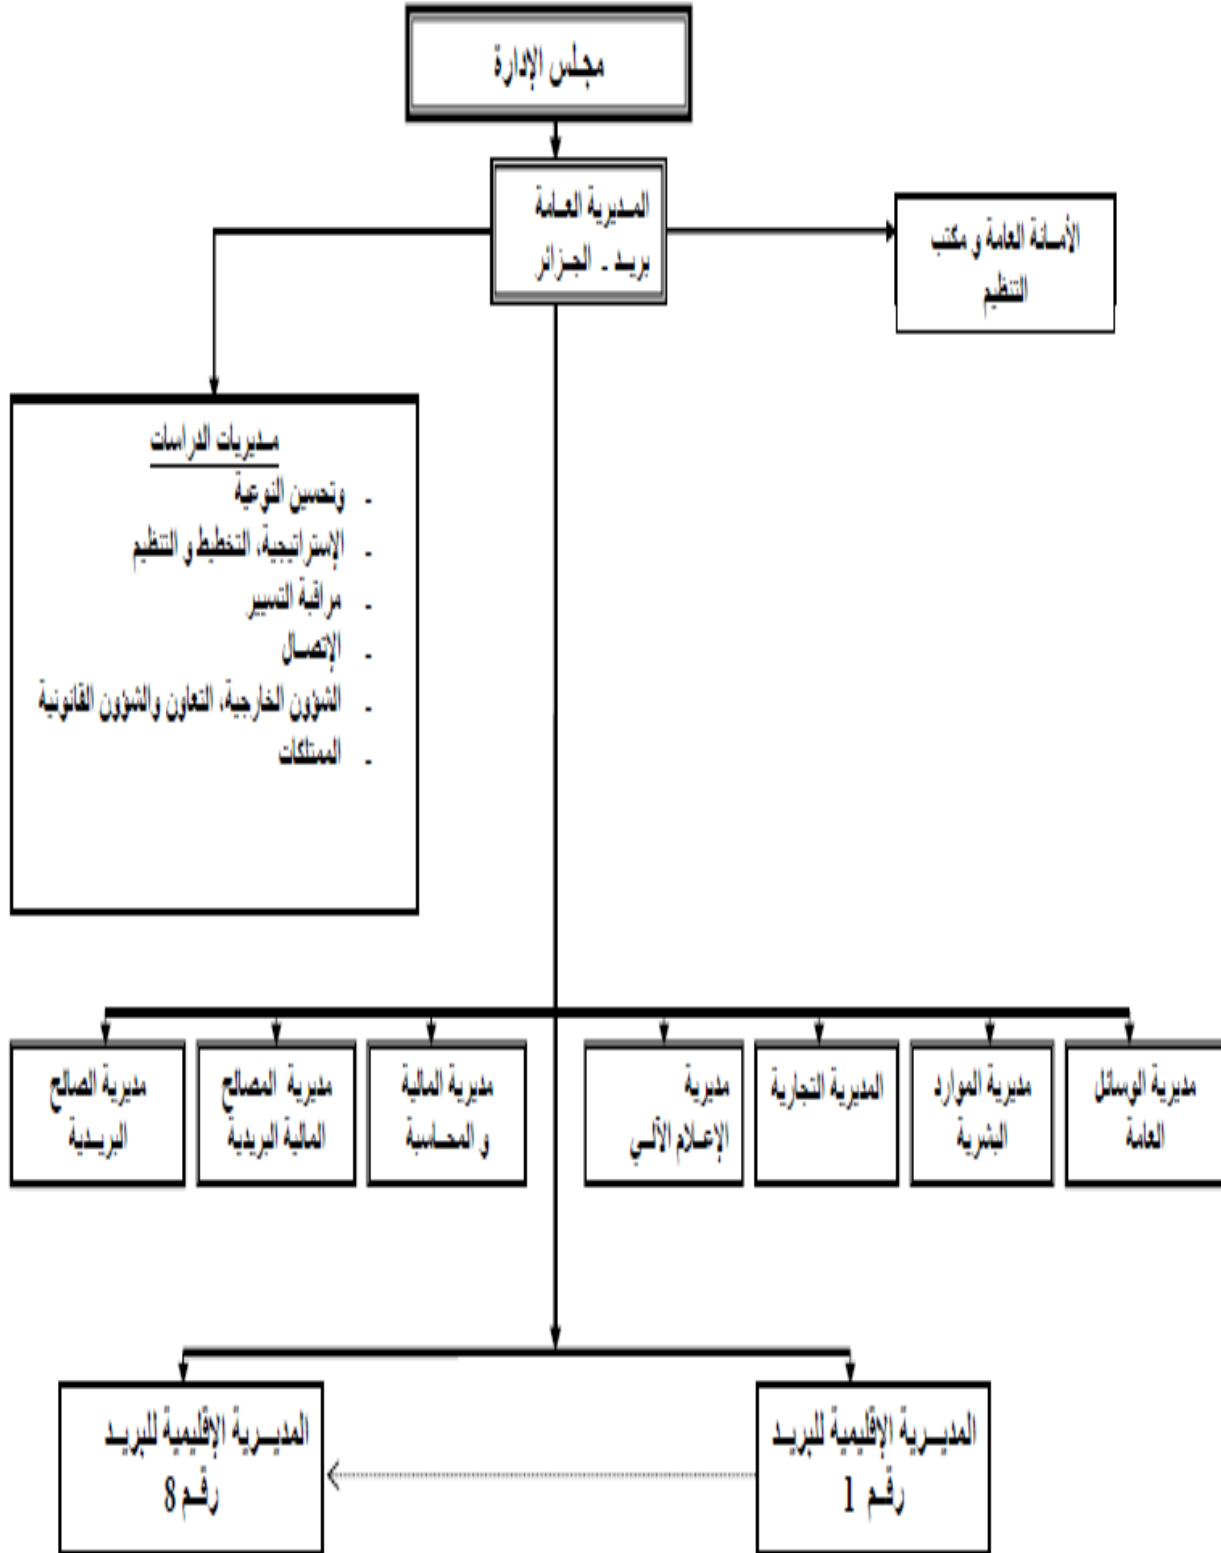 مجلس الإدارة
المديرية العامة
بريد - الجزائر
الأمانة العامة و مكتب
التنظيم
مديريات الدراسات
- وتحسين النوعية
- الإستراتيجية، التخطيط و التنظيم
- مراقبة التسيير
- الإتصال
- الشؤون الخارجية، التعاون والشؤون القانونية
- الممتلكات
مديرية الوسائل
العامة
مديرية الموارد
البشرية
المديرية التجارية
مديرية
الإعلام الآلي
مديرية المالية
و المحاسبة
مديرية المصالح
المالية البريدية
مديرية الصالح
البريدية
المديرية الإقليمية للبريد
رقم 1
المديرية الإقليمية للبريد
رقم 8